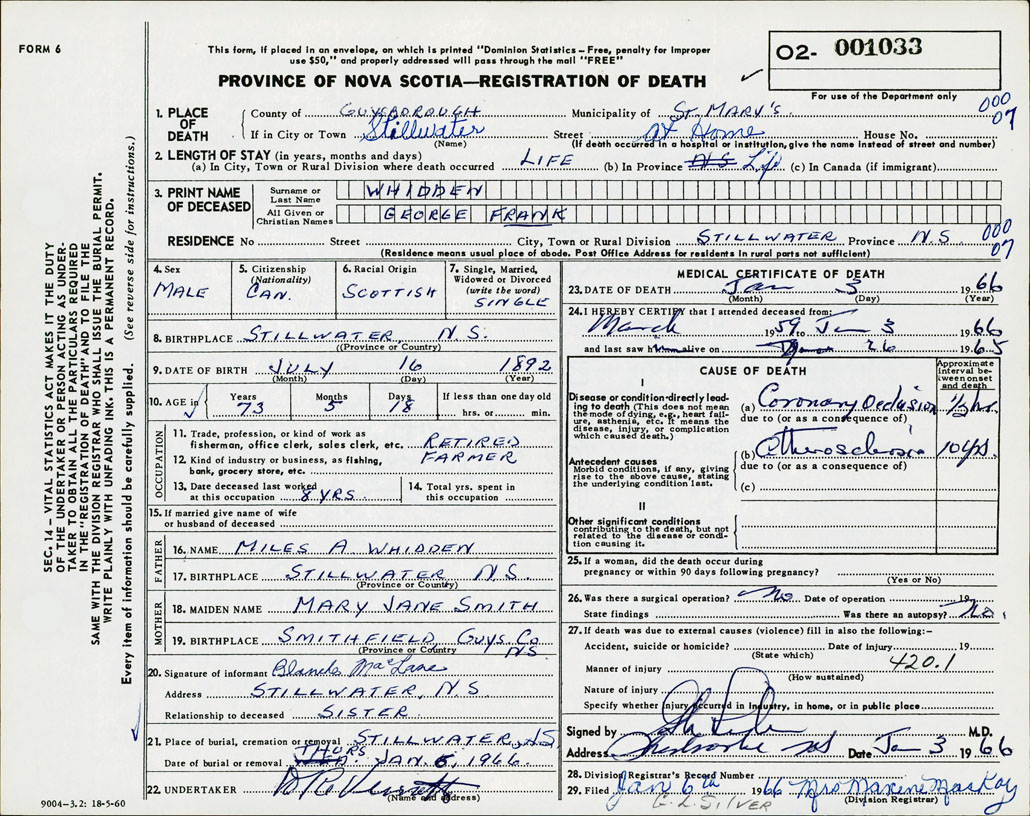 FORM 6
This form, if placed in an envelope, on which is printed "Dominion Statistics – Free, penalty for improper
use $50," and properly addressed will pass through the mail "FREE"
PROVINCE OF NOVA SCOTIA—REGISTRATION OF DEATH
02- 001033
For use of the Department only
1. PLACE OF DEATH
County of GUYSBOROUGH Municipality of ST. MARY'S 000 07
If in City or Town Stillwater Street At Home House No.
(Name) (If death occurred in a hospital or institution, give the name instead of street and number)
2. LENGTH OF STAY (in years, months and days)
(a) In City, Town or Rural Division where death occurred LIFE (b) In Province N S Life (c) In Canada (if immigrant)
3. PRINT NAME OF DECEASED
Surname or Last Name WHIDDEN
All Given or Christian Names GEORGE FRANK
RESIDENCE No Street City, Town or Rural Division STILLWATER Province N.S. 000 07
(Residence means usual place of abode. Post Office Address for residents in rural parts not sufficient)
4. Sex MALE
5. Citizenship (Nationality) CAN.
6. Racial Origin SCOTTISH
7. Single, Married, Widowed or Divorced (write the word) SINGLE
8. BIRTHPLACE STILLWATER N.S.
(Province or Country)
9. DATE OF BIRTH JULY 16 1892
(Month) (Day) (Year)
10. AGE in Years 73 Months 5 Days 18 If less than one day old hrs. or min.
OCCUPATION
11. Trade, profession, or kind of work as fisherman, office clerk, sales clerk, etc. RETIRED
12. Kind of industry or business, as fishing, bank, grocery store, etc. FARMER
13. Date deceased last worked at this occupation 8 YRS.
14. Total yrs. spent in this occupation
15. If married give name of wife or husband of deceased
FATHER
16. NAME MILES A WHIDDEN
17. BIRTHPLACE STILLWATER N.S.
(Province or Country)
MOTHER
18. MAIDEN NAME MARY JANE SMITH
19. BIRTHPLACE SMITHFIELD GUYS. CO NS
(Province or Country)
20. Signature of informant MacLane
Address STILLWATER, N S
Relationship to deceased SISTER
21. Place of burial, cremation or removal STILLWATER, NS
Date of burial or removal THURS JAN. 6, 1966
22. UNDERTAKER
(Name and address)
9004–3.2: 18-5-60
MEDICAL CERTIFICATE OF DEATH
23. DATE OF DEATH Jan 3 1966
(Month) (Day) (Year)
24. I HEREBY CERTIFY that I attended deceased from:
March 1959 to Jan 3 1966
and last saw him alive on 26 1965
CAUSE OF DEATH
Approximate interval between onset and death
I
Disease or condition directly leading to death (This does not mean the mode of dying, e.g., heart failure, asthenia, etc. It means the disease, injury, or complication which caused death.)
(a) Coronary Occlusion 1/2 hr.
due to (or as a consequence of)
Antecedent causes
Morbid conditions, if any, giving rise to the above cause, stating the underlying condition last.
(b) 10 yrs.
due to (or as a consequence of)
(c)
II
Other significant conditions contributing to the death, but not related to the disease or condition causing it.
25. If a woman, did the death occur during pregnancy or within 90 days following pregnancy?
(Yes or No)
26. Was there a surgical operation? No Date of operation 19
State findings Was there an autopsy? No.
27. If death was due to external causes (violence) fill in also the following:–
Accident, suicide or homicide? Date of injury 19
(State which)
Manner of injury 420.1
(How sustained)
Nature of injury
Specify whether injury occurred in industry, in home, or in public place
Signed by M.D.
Address Sherbrooke NS Date Jan 3 1966
28. Division Registrar's Record Number
29. Filed Jan 6th 1966 Mrs Maxine MacKay
G. L. SILVER (Division Registrar)
SEC. 14 – VITAL STATISTICS ACT MAKES IT THE DUTY
OF THE UNDERTAKER OR PERSON ACTING AS UNDER-
TAKER TO OBTAIN ALL THE PARTICULARS REQUIRED
IN THE "REGISTRATION OF DEATH" AND TO FILE THE
SAME WITH THE DIVISION REGISTRAR WHO SHALL ISSUE THE BURIAL PERMIT.
WRITE PLAINLY WITH UNFADING INK. THIS IS A PERMANENT RECORD.
Every item of information should be carefully supplied. (See reverse side for instructions.)